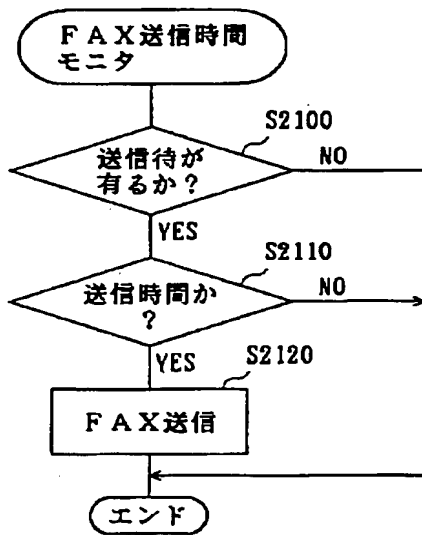 ＦＡＸ送信時間
モニタ
S2100
送信待が
有るか？
NO
YES
S2110
送信時間か
？
NO
YES
S2120
ＦＡＸ送信
エンド